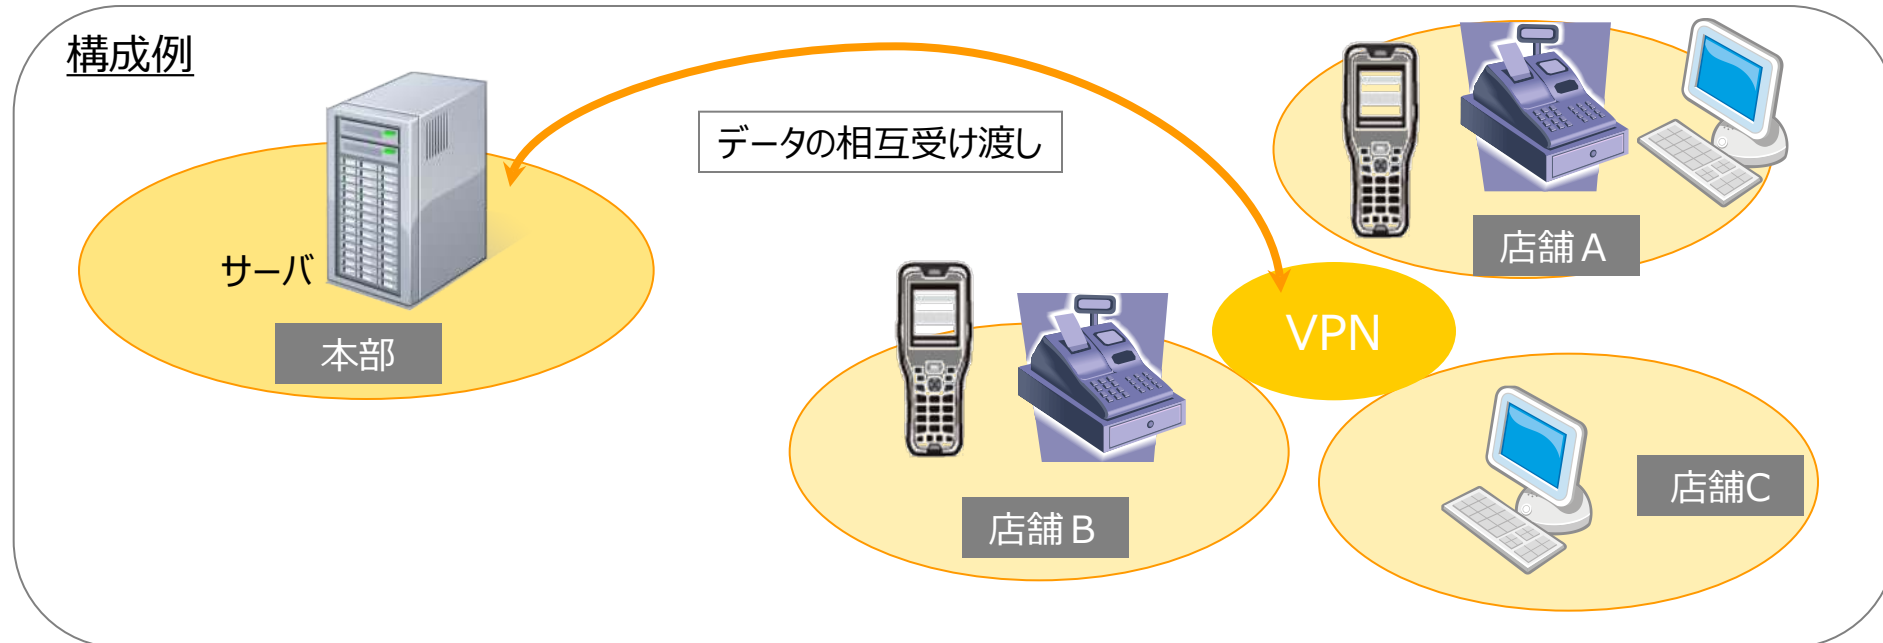 構成例
データの相互受け渡し
サーバ
本部
店舗A
VPN
店舗B
店舗C